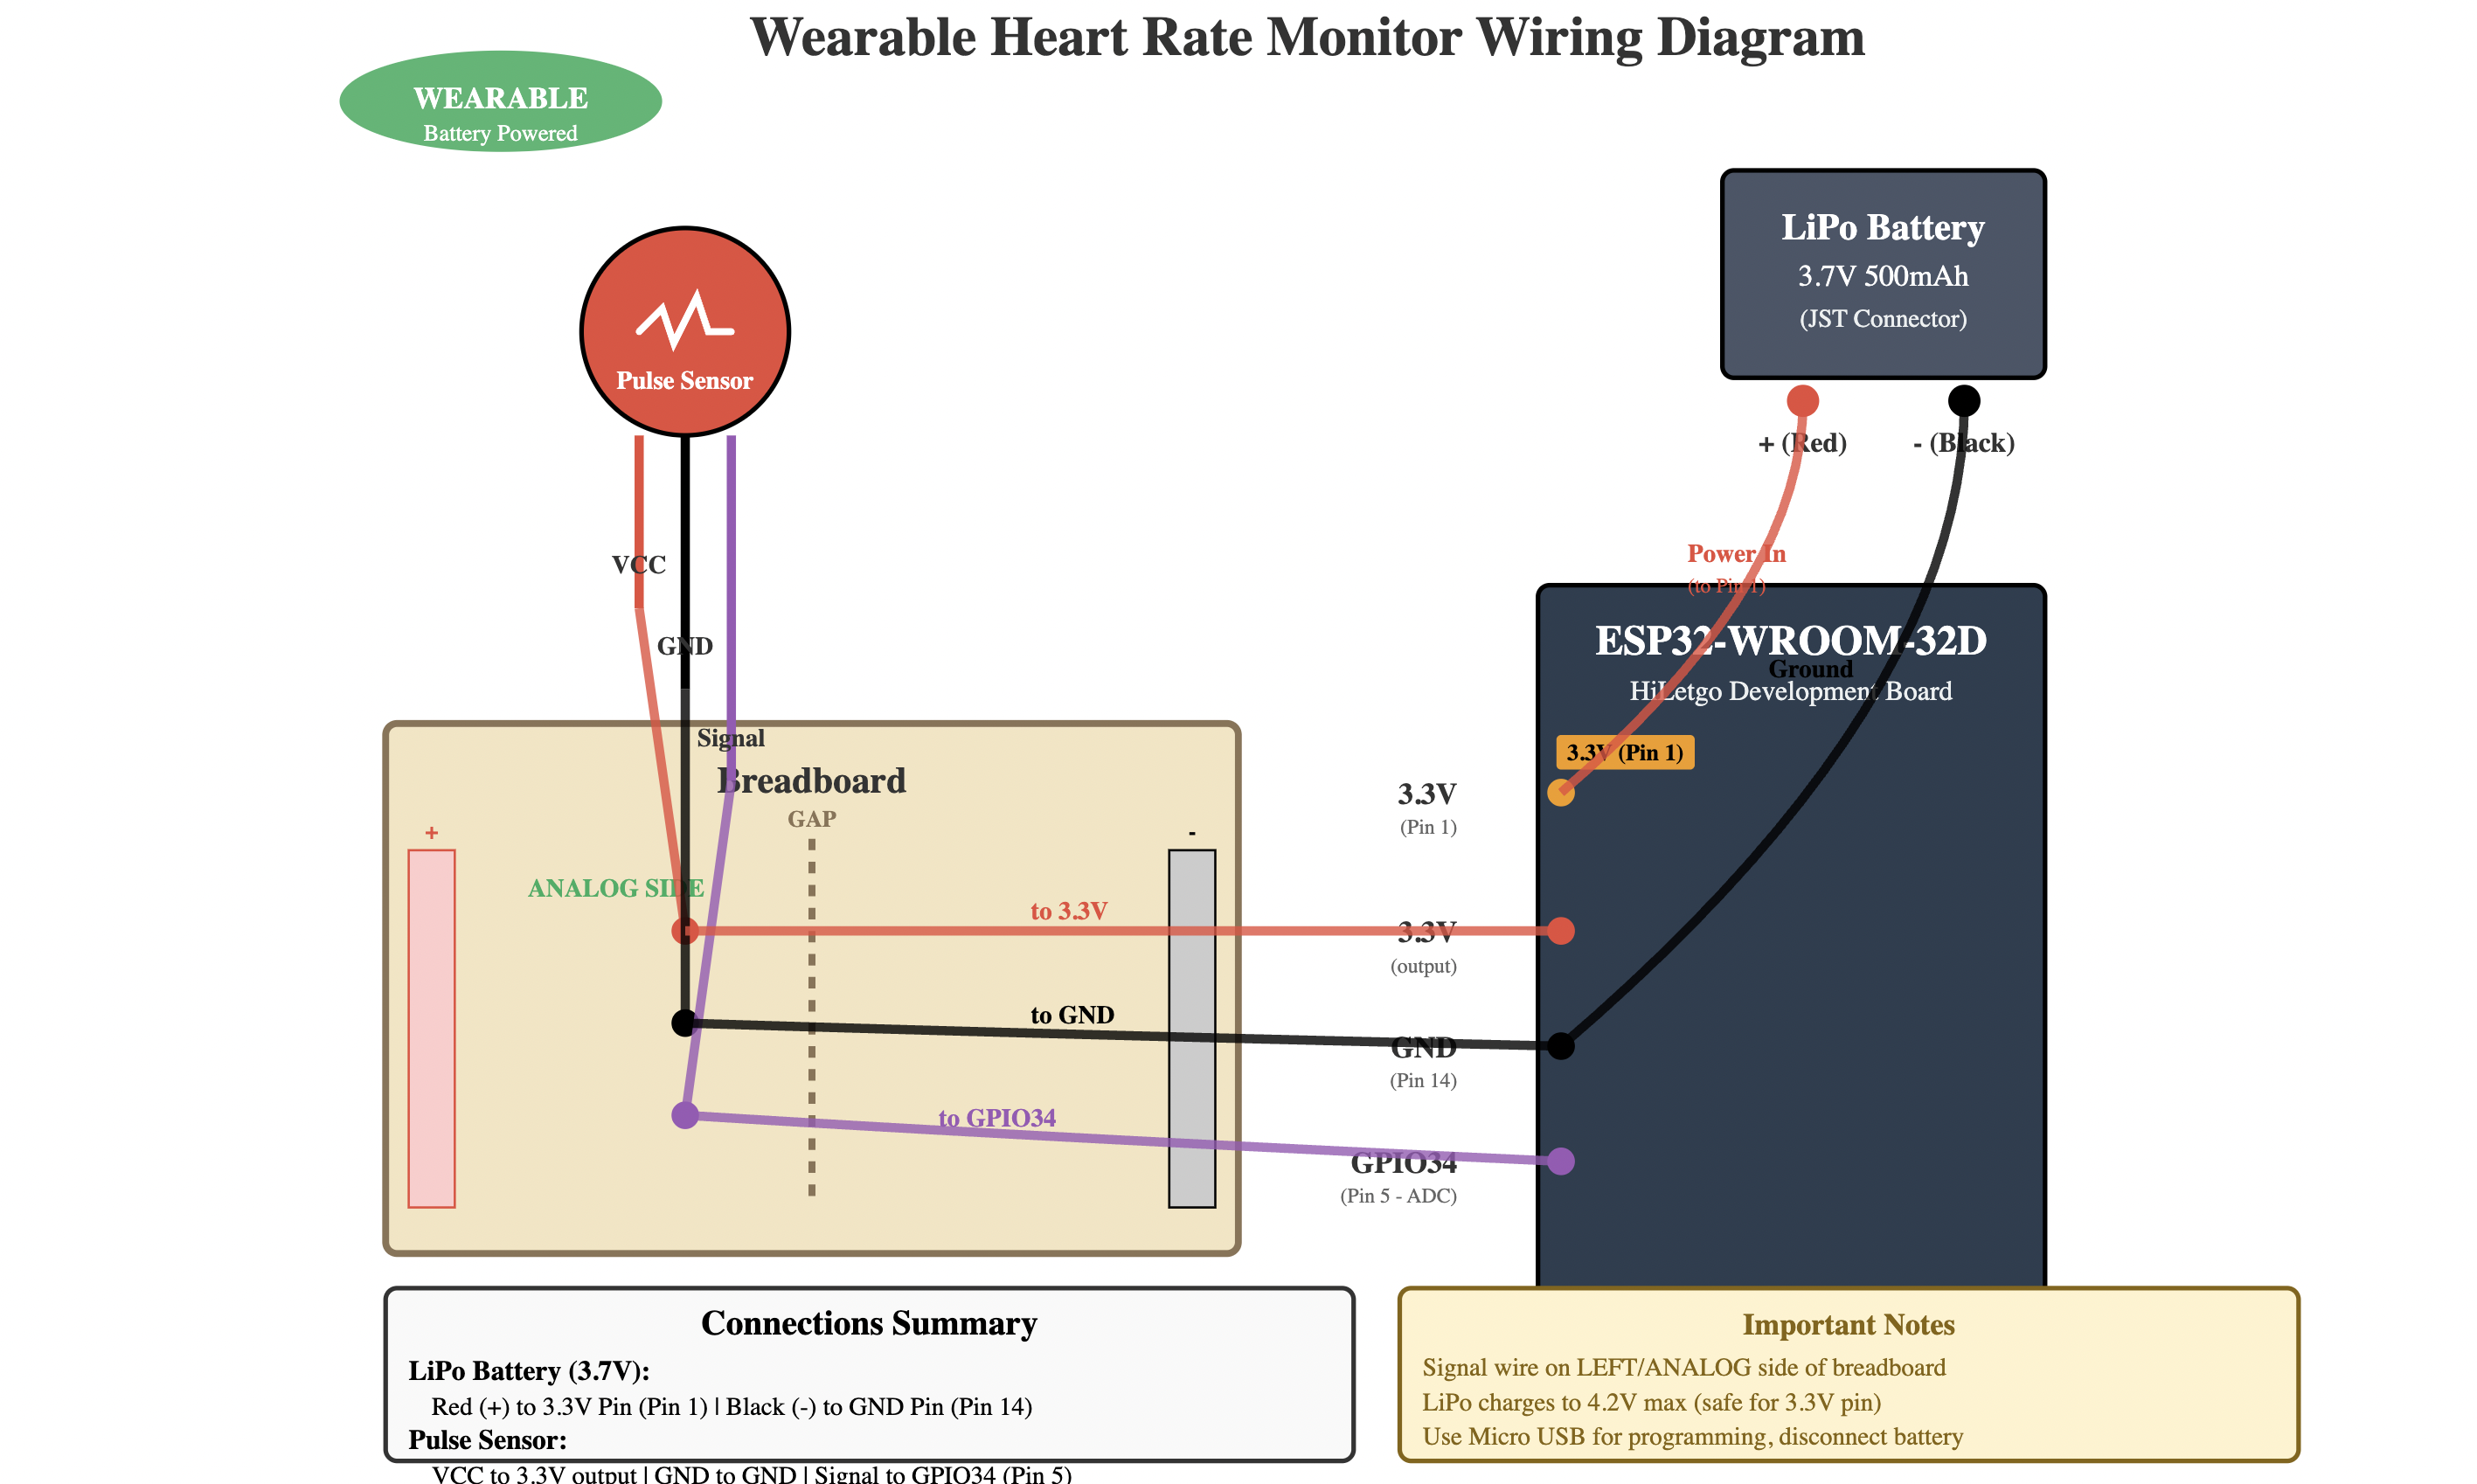 Wearable Heart Rate Monitor Wiring Diagram
WEARABLE
Battery Powered
LiPo Battery
3.7V 500mAh
(JST Connector)
Pulse Sensor
+ (Red)
- (Black)
VCC
Power In
(to Pin 1)
GND
ESP32-WROOM-32D
Ground
HiLetgo Development Board
Signal
Breadboard
3.3V (Pin 1)
GAP
3.3V
(Pin 1)
+
-
ANALOG SIDE
to 3.3V
3.3V
(output)
to GND
GND
(Pin 14)
to GPIO34
GPIO34
(Pin 5 - ADC)
Connections Summary
LiPo Battery (3.7V):
Red (+) to 3.3V Pin (Pin 1) | Black (-) to GND Pin (Pin 14)
Pulse Sensor:
VCC to 3.3V output | GND to GND | Signal to GPIO34 (Pin 5)
Important Notes
Signal wire on LEFT/ANALOG side of breadboard
LiPo charges to 4.2V max (safe for 3.3V pin)
Use Micro USB for programming, disconnect battery